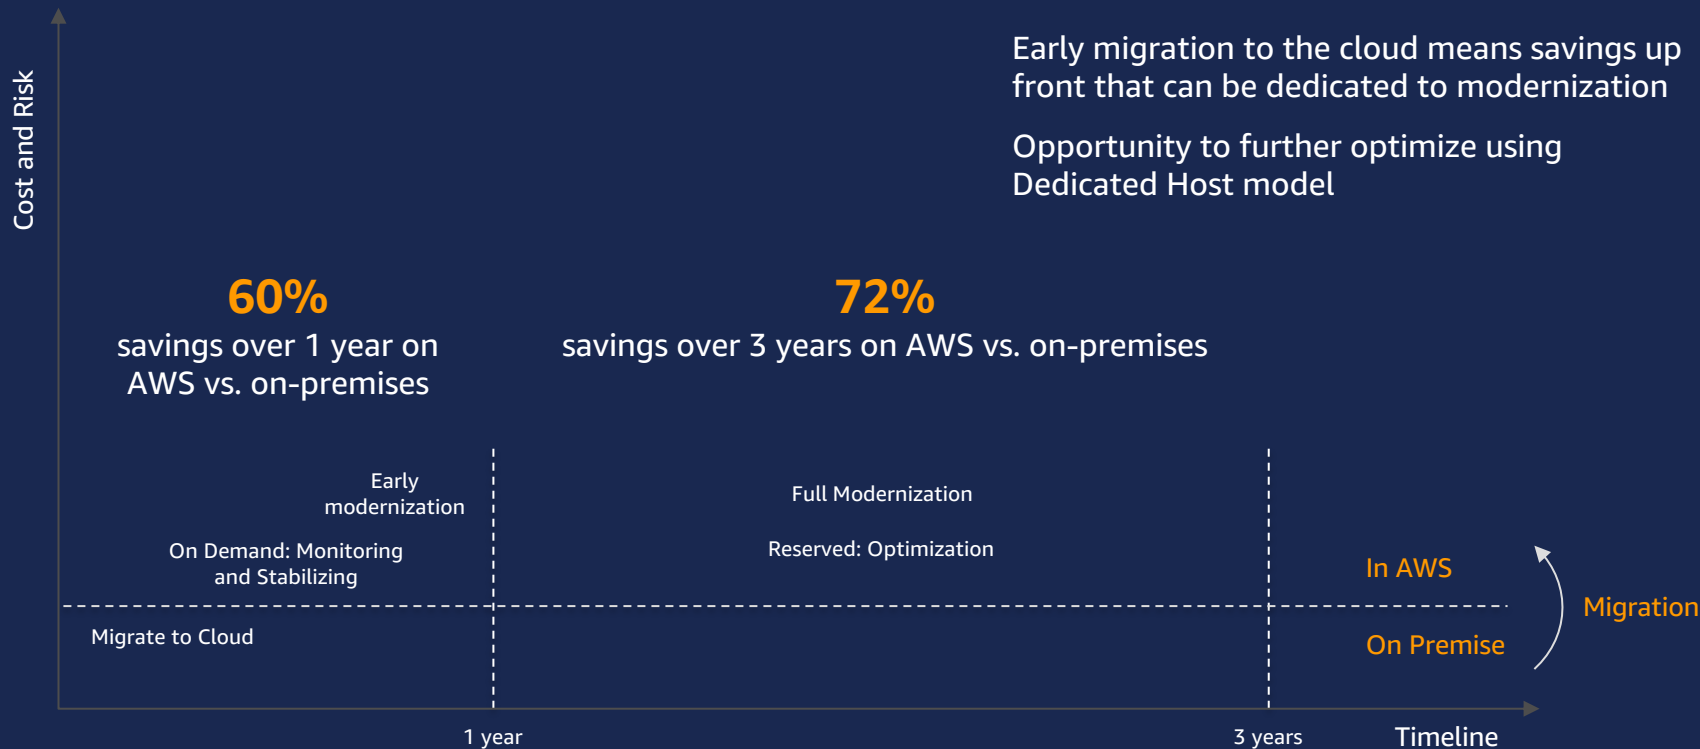 Cost and Risk
Early migration to the cloud means savings up
front that can be dedicated to modernization
Opportunity to further optimize using
Dedicated Host model
60%
savings over 1 year on
AWS vs. on-premises
72%
savings over 3 years on AWS vs. on-premises
Early
modernization
On Demand: Monitoring
and Stabilizing
Full Modernization
Reserved: Optimization
In AWS
Migration
Migrate to Cloud
On Premise
1 year
3 years
Timeline